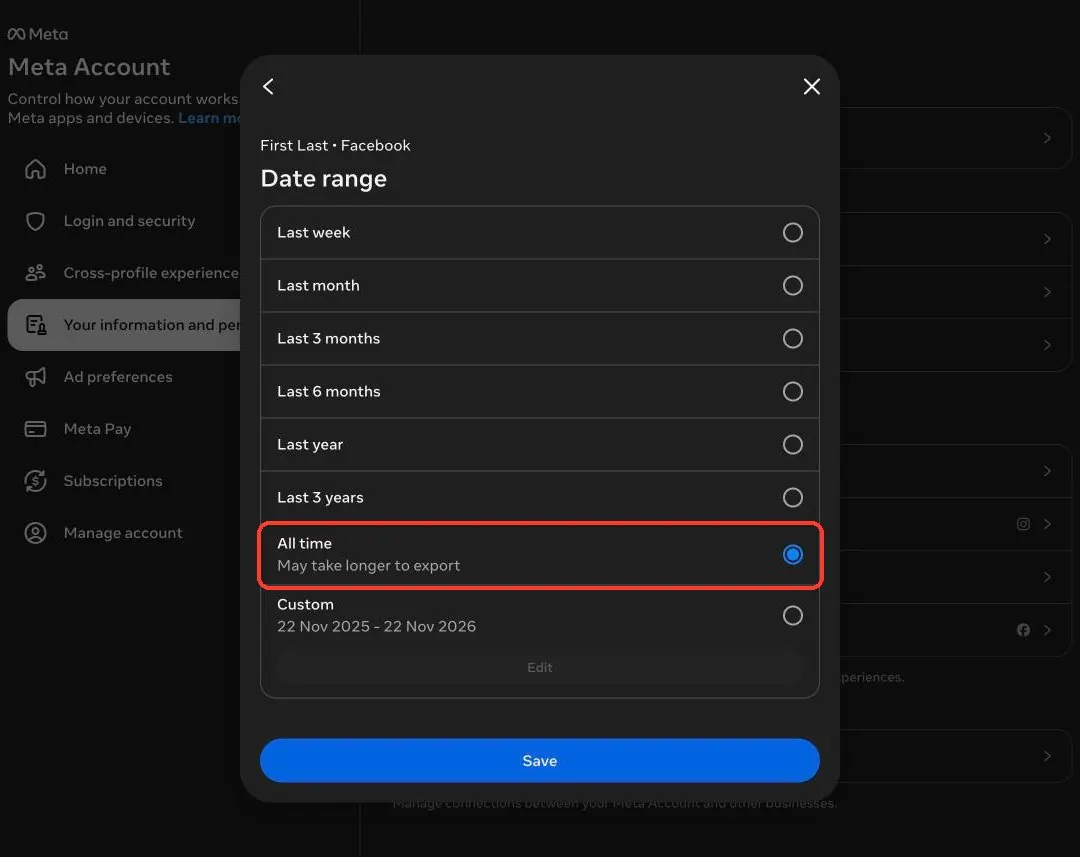 Meta
Meta Account
Control how your account works
Meta apps and devices. Learn
Home
Login and security
Cross-profile experience
Your information and
Ad preferences
Meta Pay
Subscriptions
Manage account
First Last • Facebook
Date range
Last week
Last month
Last 3 months
Last 6 months
Last year
Last 3 years
All time
May take longer to export
Custom
22 Nov 2025 - 22 Nov 2026
Edit
Save
periences.
Manage connections between your Meta Account and other businesses.